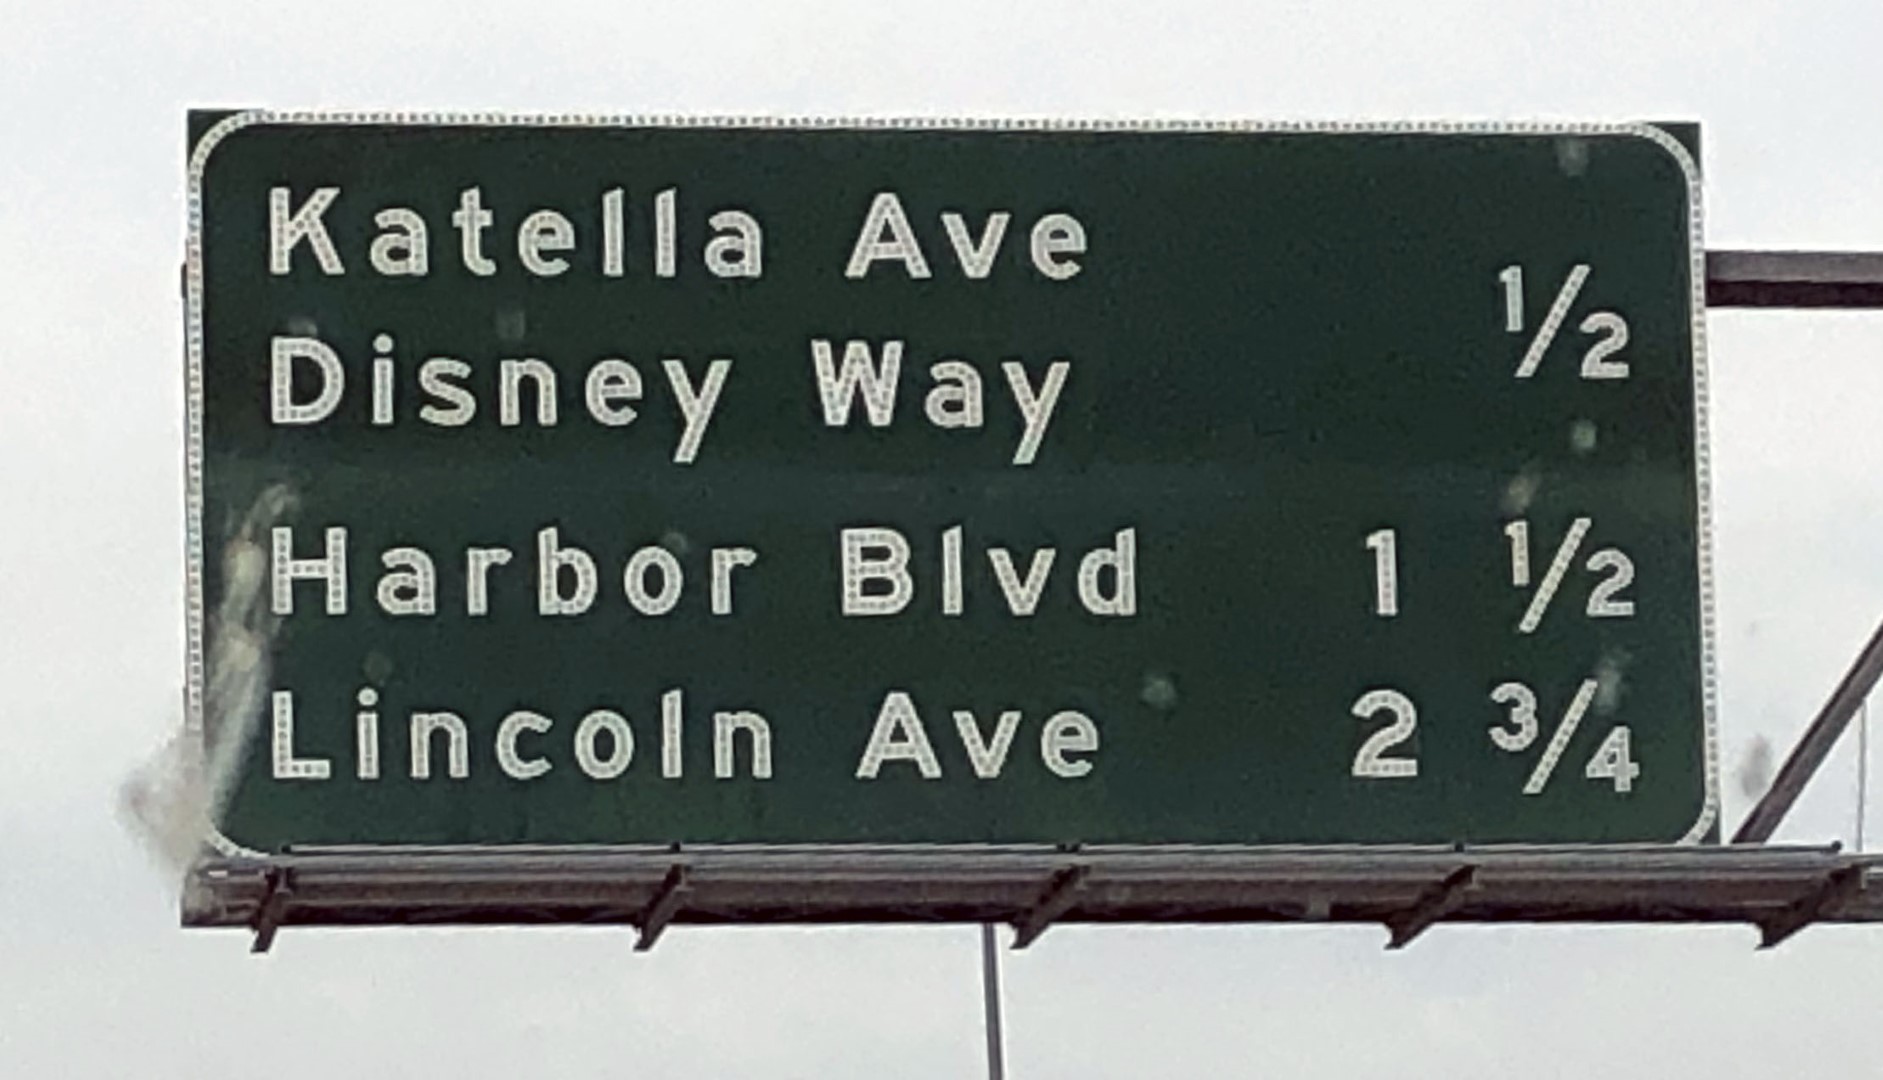 Katella Ave
Disney Way ½
Harbor Blvd 1 ½
Lincoln Ave 2 ¾